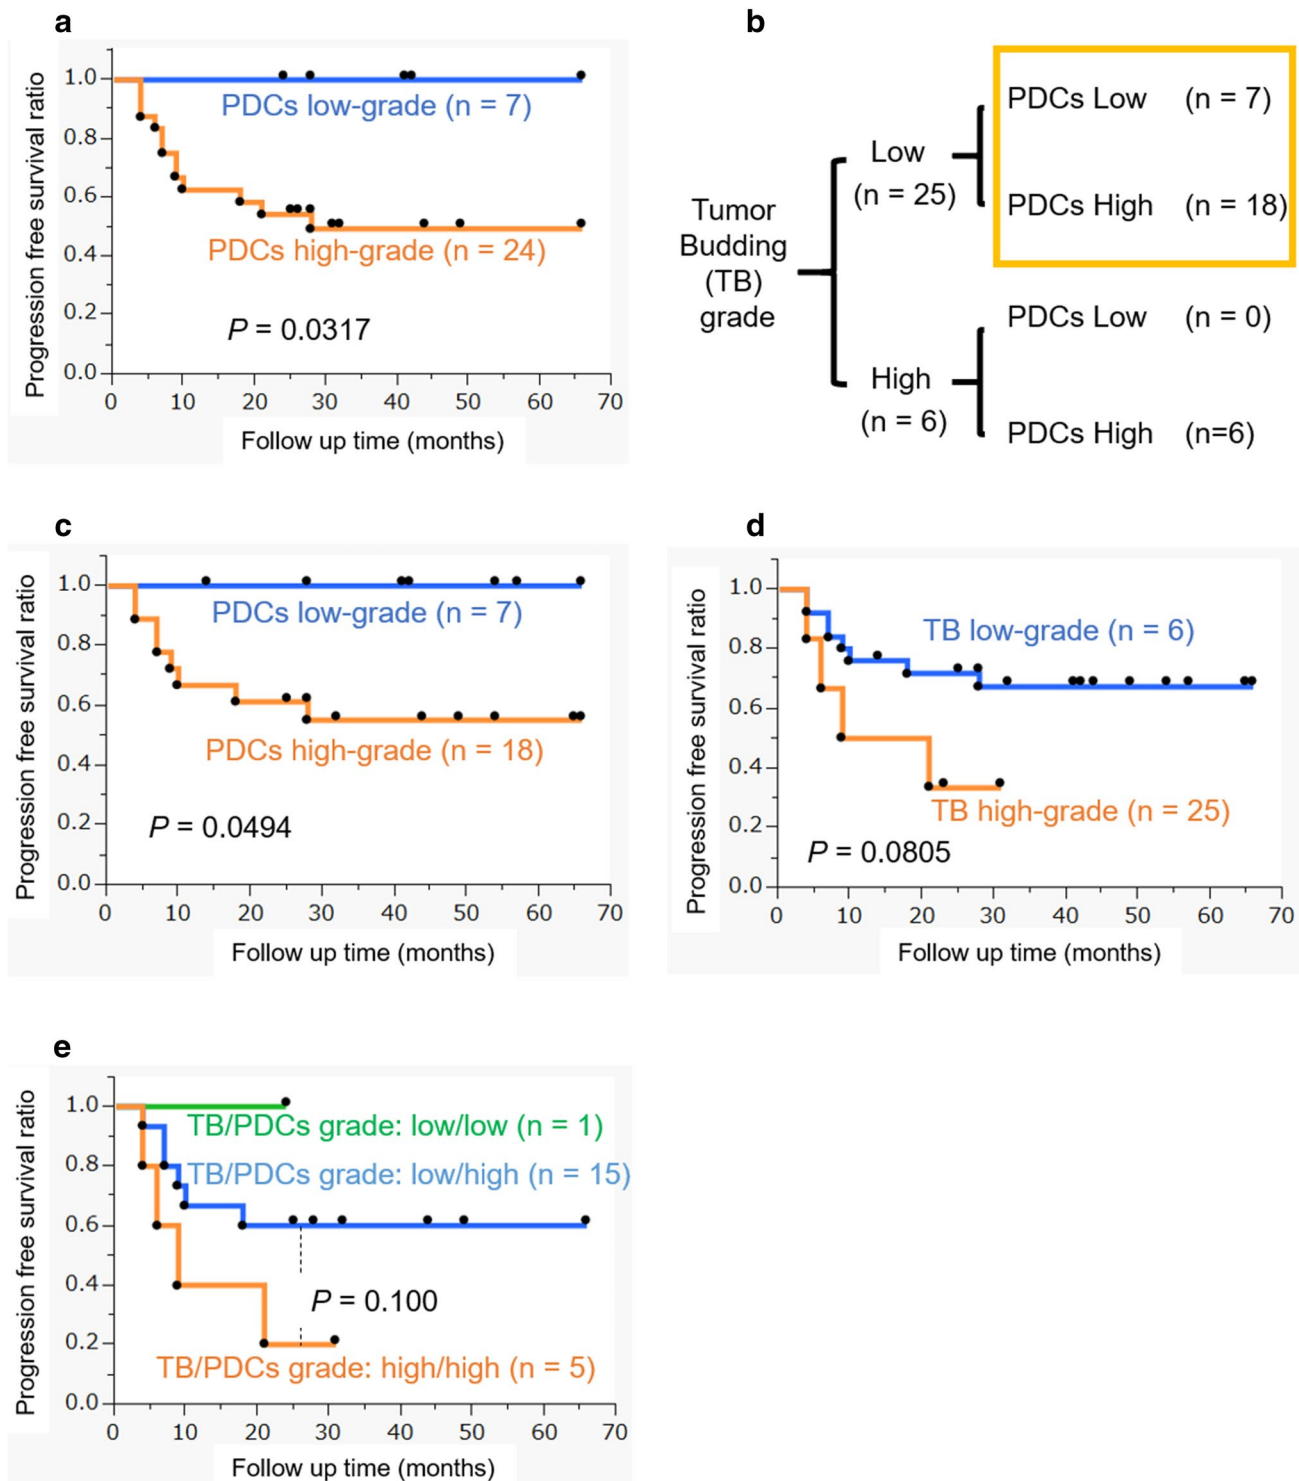 a
Progression free survival ratio
1.0
0.8
0.6
0.4
0.2
0.0
PDCs low-grade (n = 7)
PDCs high-grade (n = 24)
P = 0.0317
0 10 20 30 40 50 60 70
Follow up time (months)
b
Tumor
Budding
(TB)
grade
Low
(n = 25)
High
(n = 6)
PDCs Low (n = 7)
PDCs High (n = 18)
PDCs Low (n = 0)
PDCs High (n=6)
c
Progression free survival ratio
1.0
0.8
0.6
0.4
0.2
0.0
PDCs low-grade (n = 7)
PDCs high-grade (n = 18)
P = 0.0494
0 10 20 30 40 50 60 70
Follow up time (months)
d
Progression free survival ratio
1.0
0.8
0.6
0.4
0.2
0.0
TB low-grade (n = 6)
TB high-grade (n = 25)
P = 0.0805
0 10 20 30 40 50 60 70
Follow up time (months)
e
Progression free survival ratio
1.0
0.8
0.6
0.4
0.2
0.0
TB/PDCs grade: low/low (n = 1)
TB/PDCs grade: low/high (n = 15)
P = 0.100
TB/PDCs grade: high/high (n = 5)
0 10 20 30 40 50 60 70
Follow up time (months)